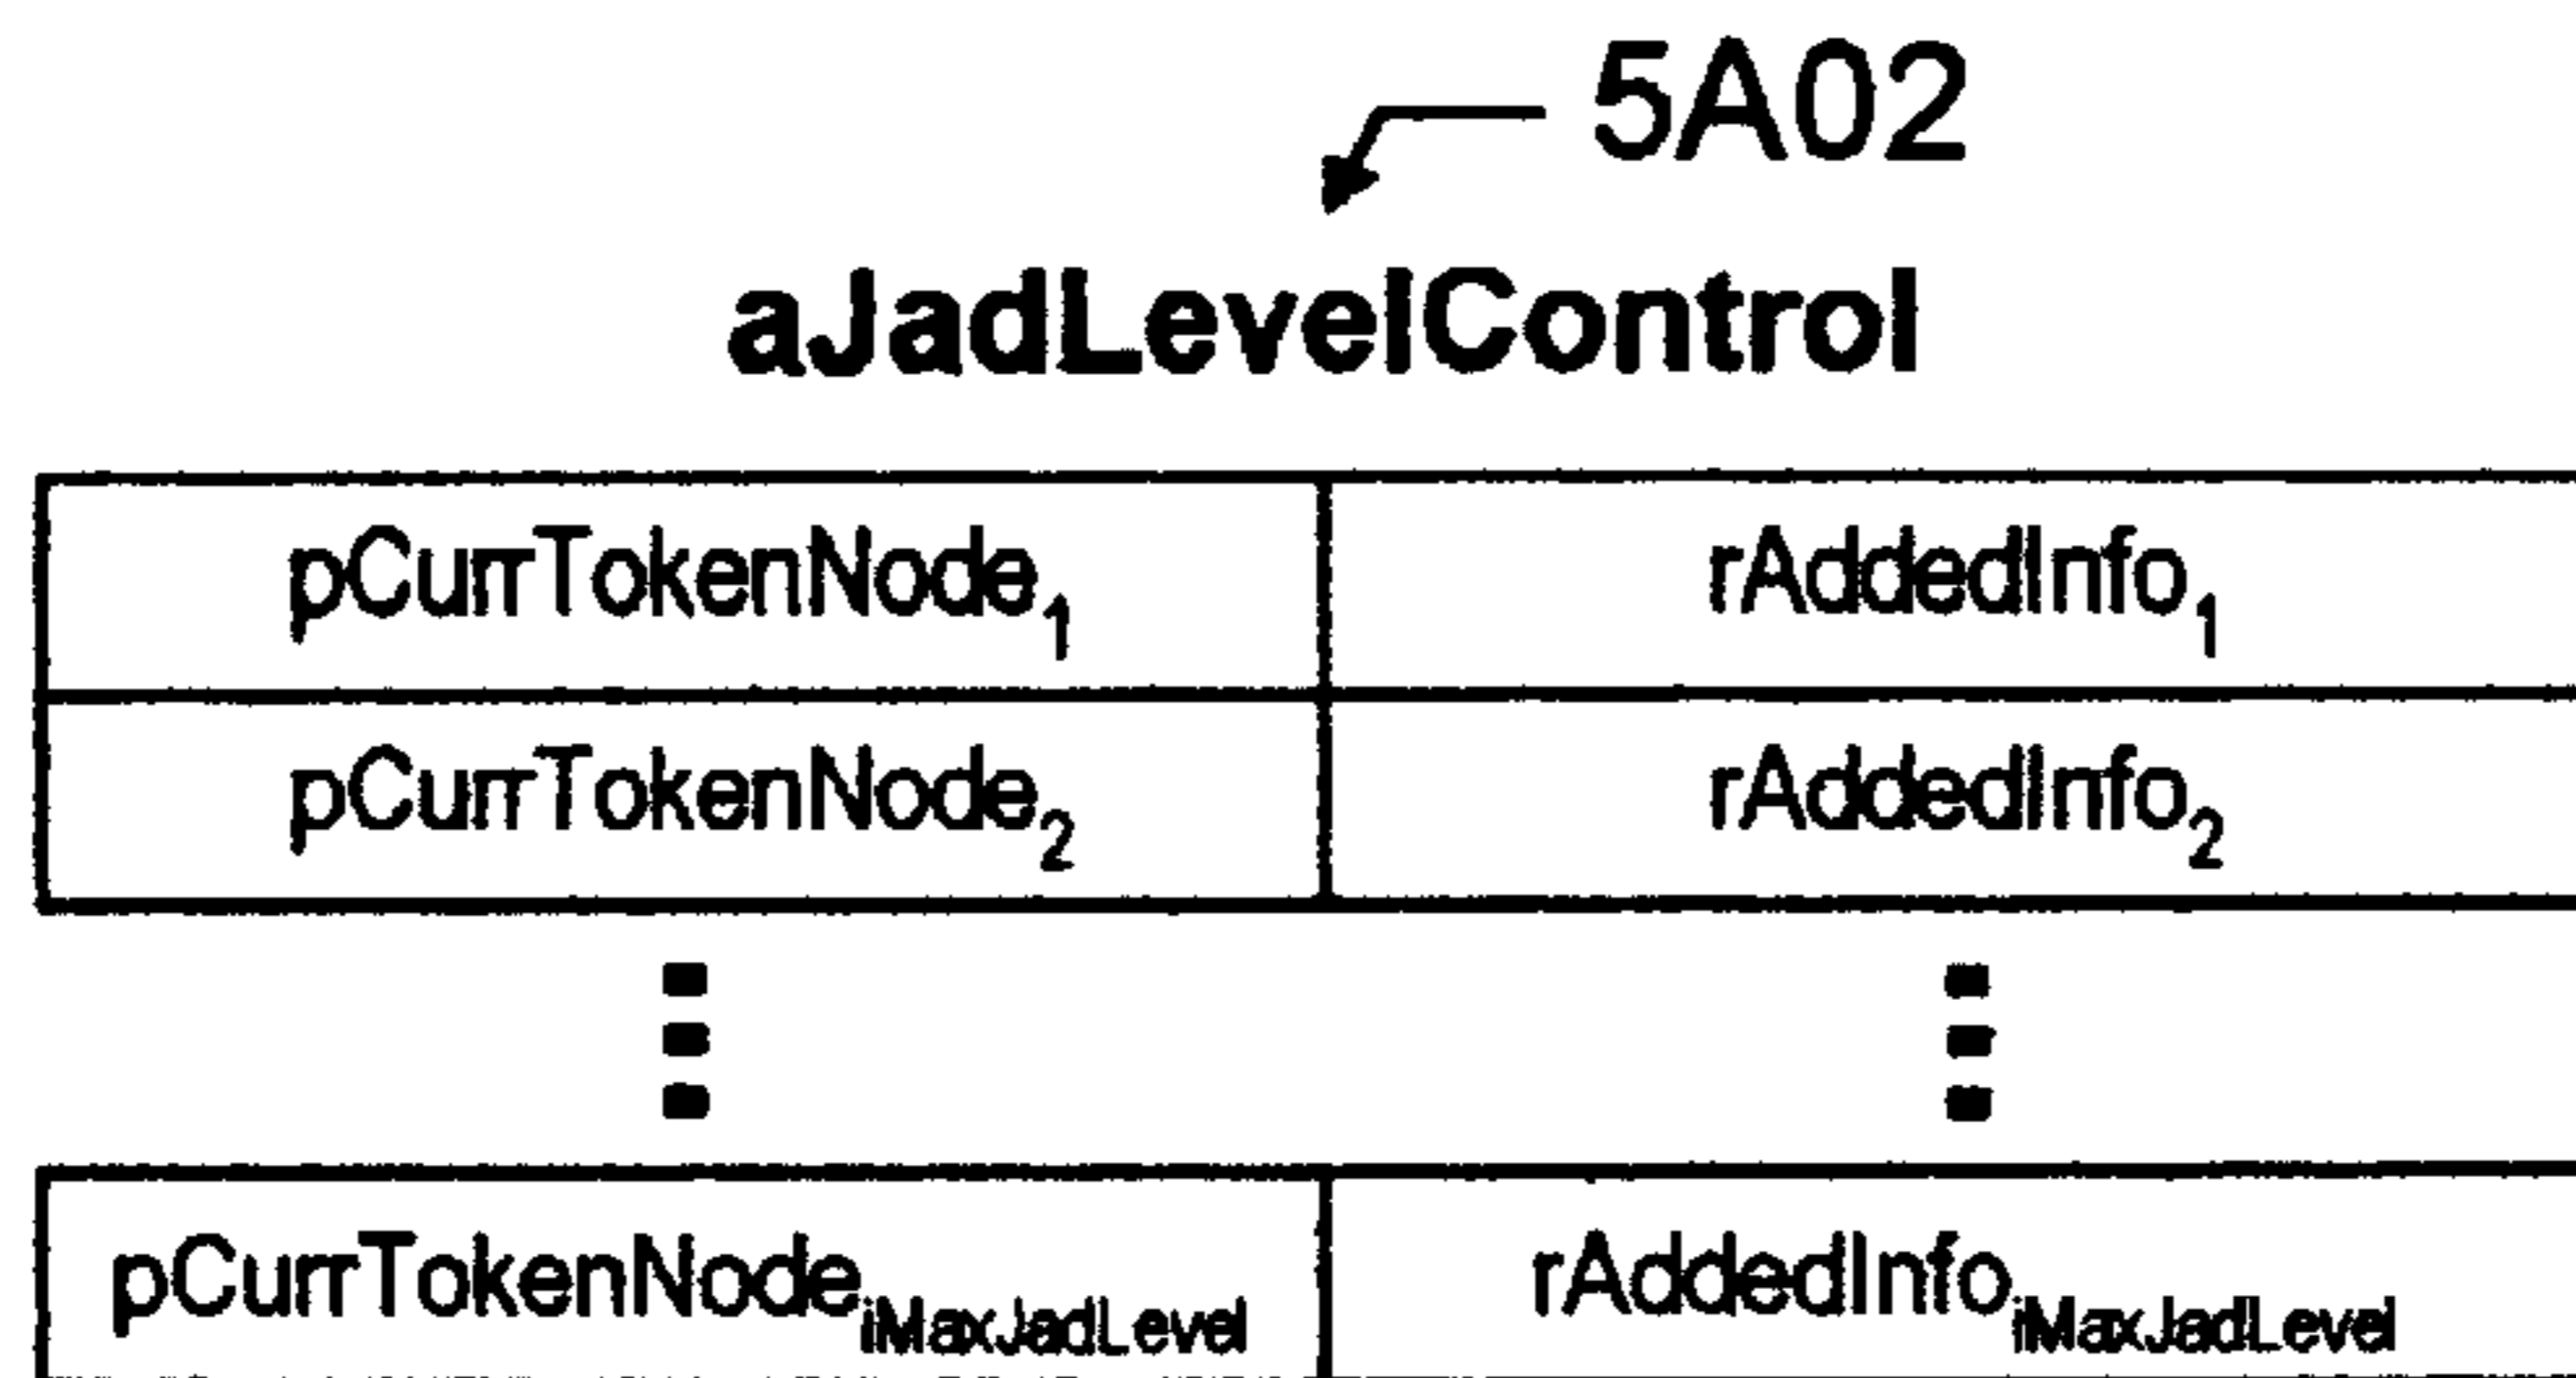 5A02
aJadLevelControl
pCurrTokenNode1 rAddedInfo1
pCurrTokenNode2 rAddedInfo2
pCurrTokenNodeiMaxJadLevel rAddedInfoiMaxJadLevel